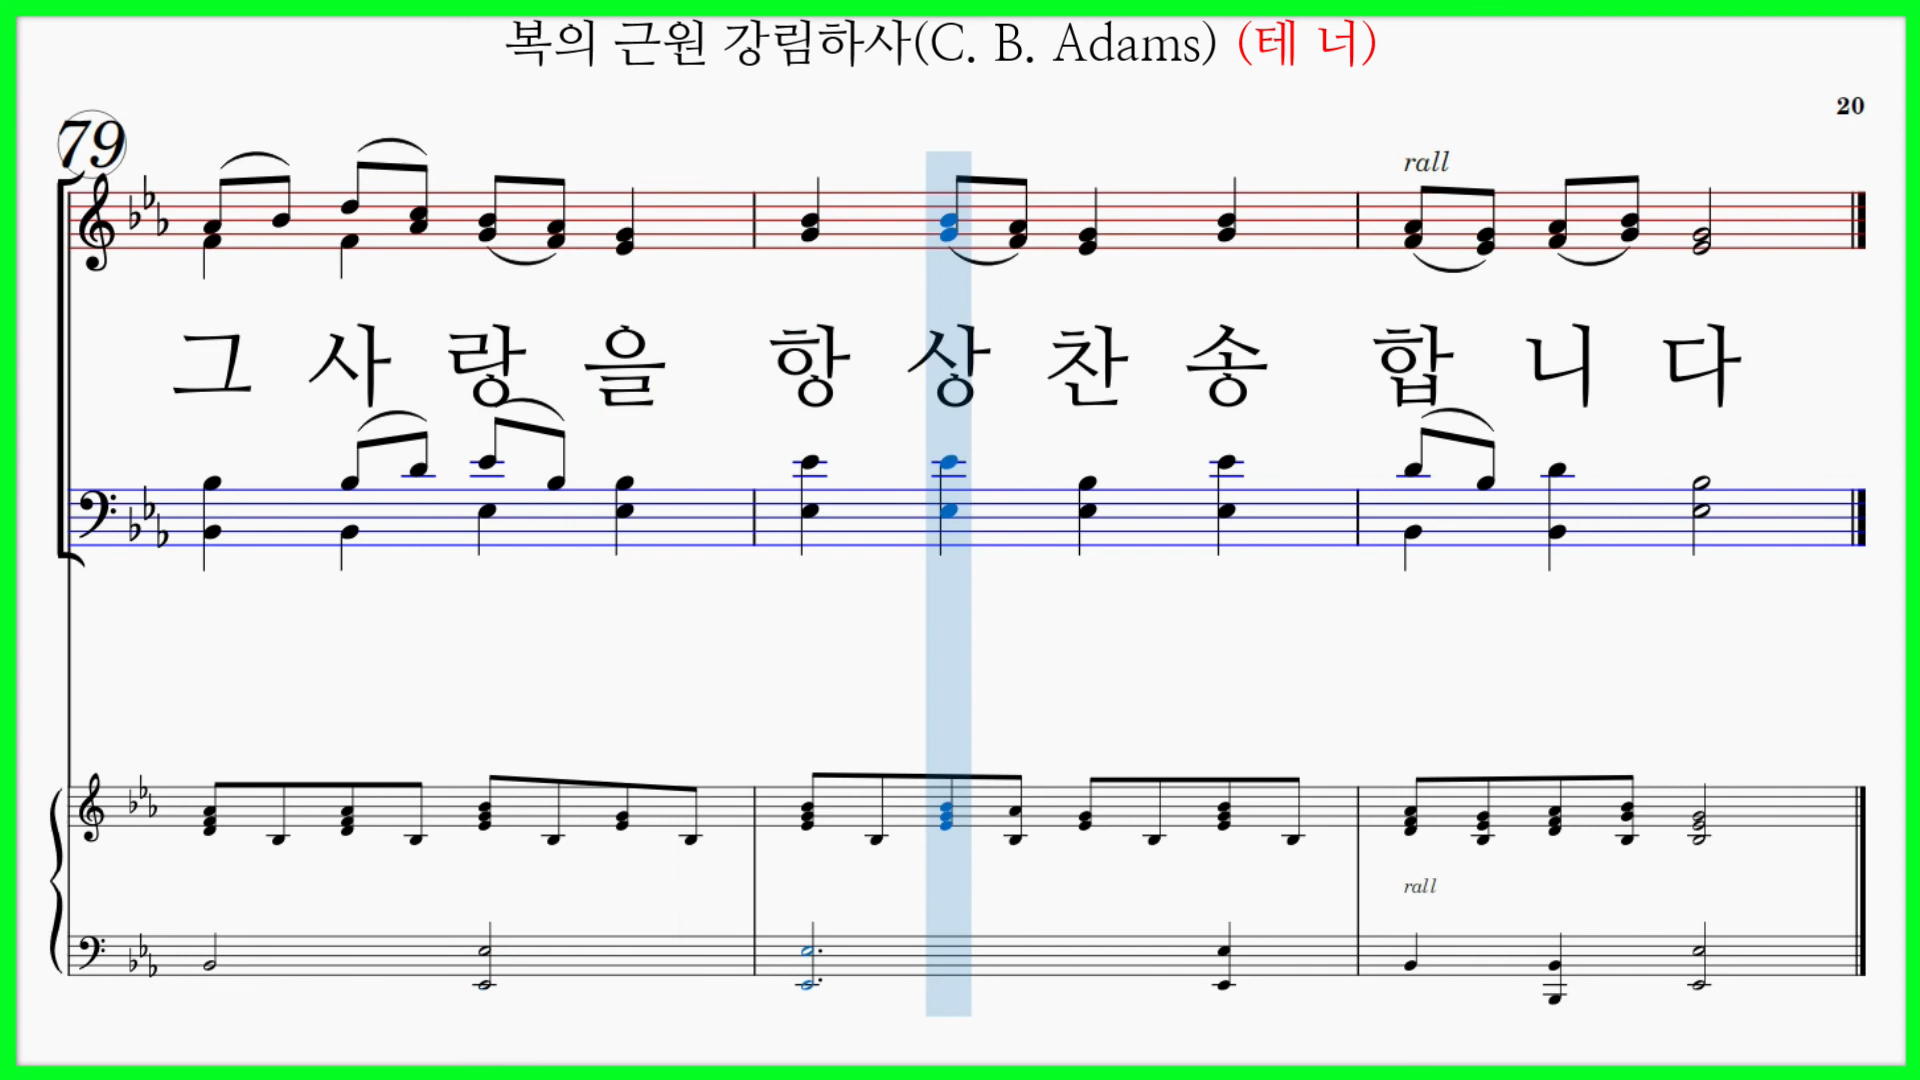 복의 근원 강림하사(C. B. Adams) (테 너)
20
79
rall
그 사 랑 을 항 상 찬 송 합 니 다
rall